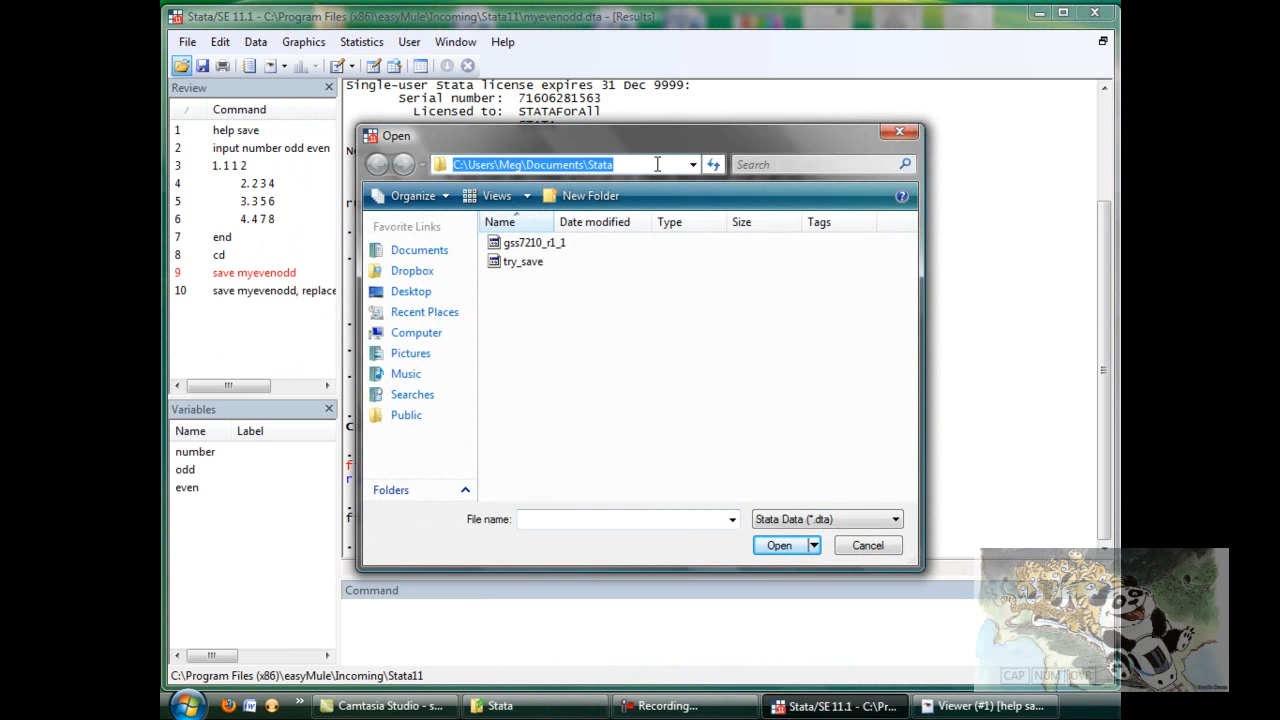 Stata/SE 11.1 - C:\Program Files (x86)\easyMule\Incoming\Stata11\myevenodd.dta - [Results]
File Edit Data Graphics Statistics User Window Help
Review
Command
1 help save
2 input number odd even
3 1. 1 1 2
4 2. 2 3 4
5 3. 3 5 6
6 4. 4 7 8
7 end
8 cd
9 save myevenodd
10 save myevenodd, replace
Variables
Name Label
number
odd
even
Single-user Stata license expires 31 Dec 9999:
Serial number: 71606281563
Licensed to: STATAForAll
STATA
Open
C:\Users\Meg\Documents\Stata
Search
Organize Views New Folder
Favorite Links
Documents
Dropbox
Desktop
Recent Places
Computer
Pictures
Music
Searches
Public
Folders
Name Date modified Type Size Tags
gss7210_r1_1
try_save
File name:
Stata Data (*.dta)
Open Cancel
Command
C:\Program Files (x86)\easyMule\Incoming\Stata11
CAP NUM OVR
Camtasia Studio - s... Stata Recording... Stata/SE 11.1 - C:\Pr... Viewer (#1) [help sa...